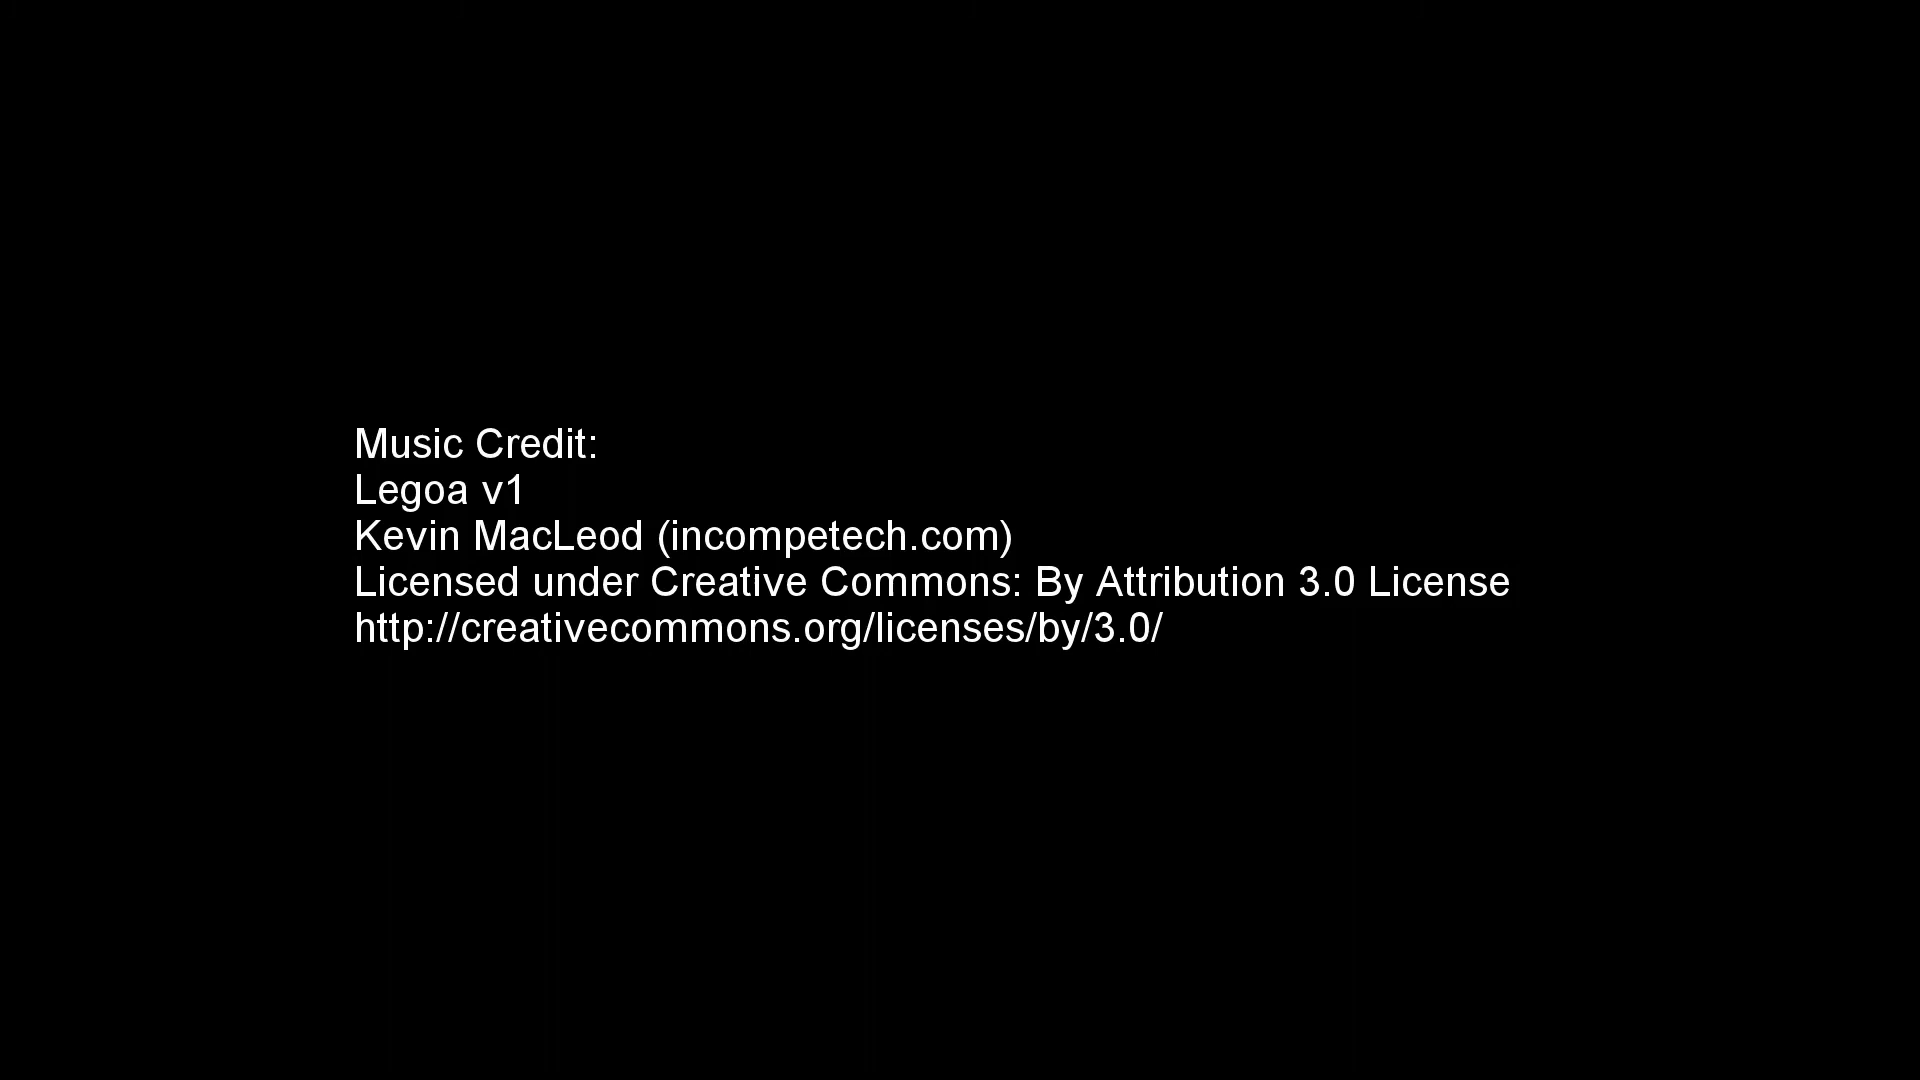 Music Credit:
Legoa v1
Kevin MacLeod (incompetech.com)
Licensed under Creative Commons: By Attribution 3.0 License
http://creativecommons.org/licenses/by/3.0/